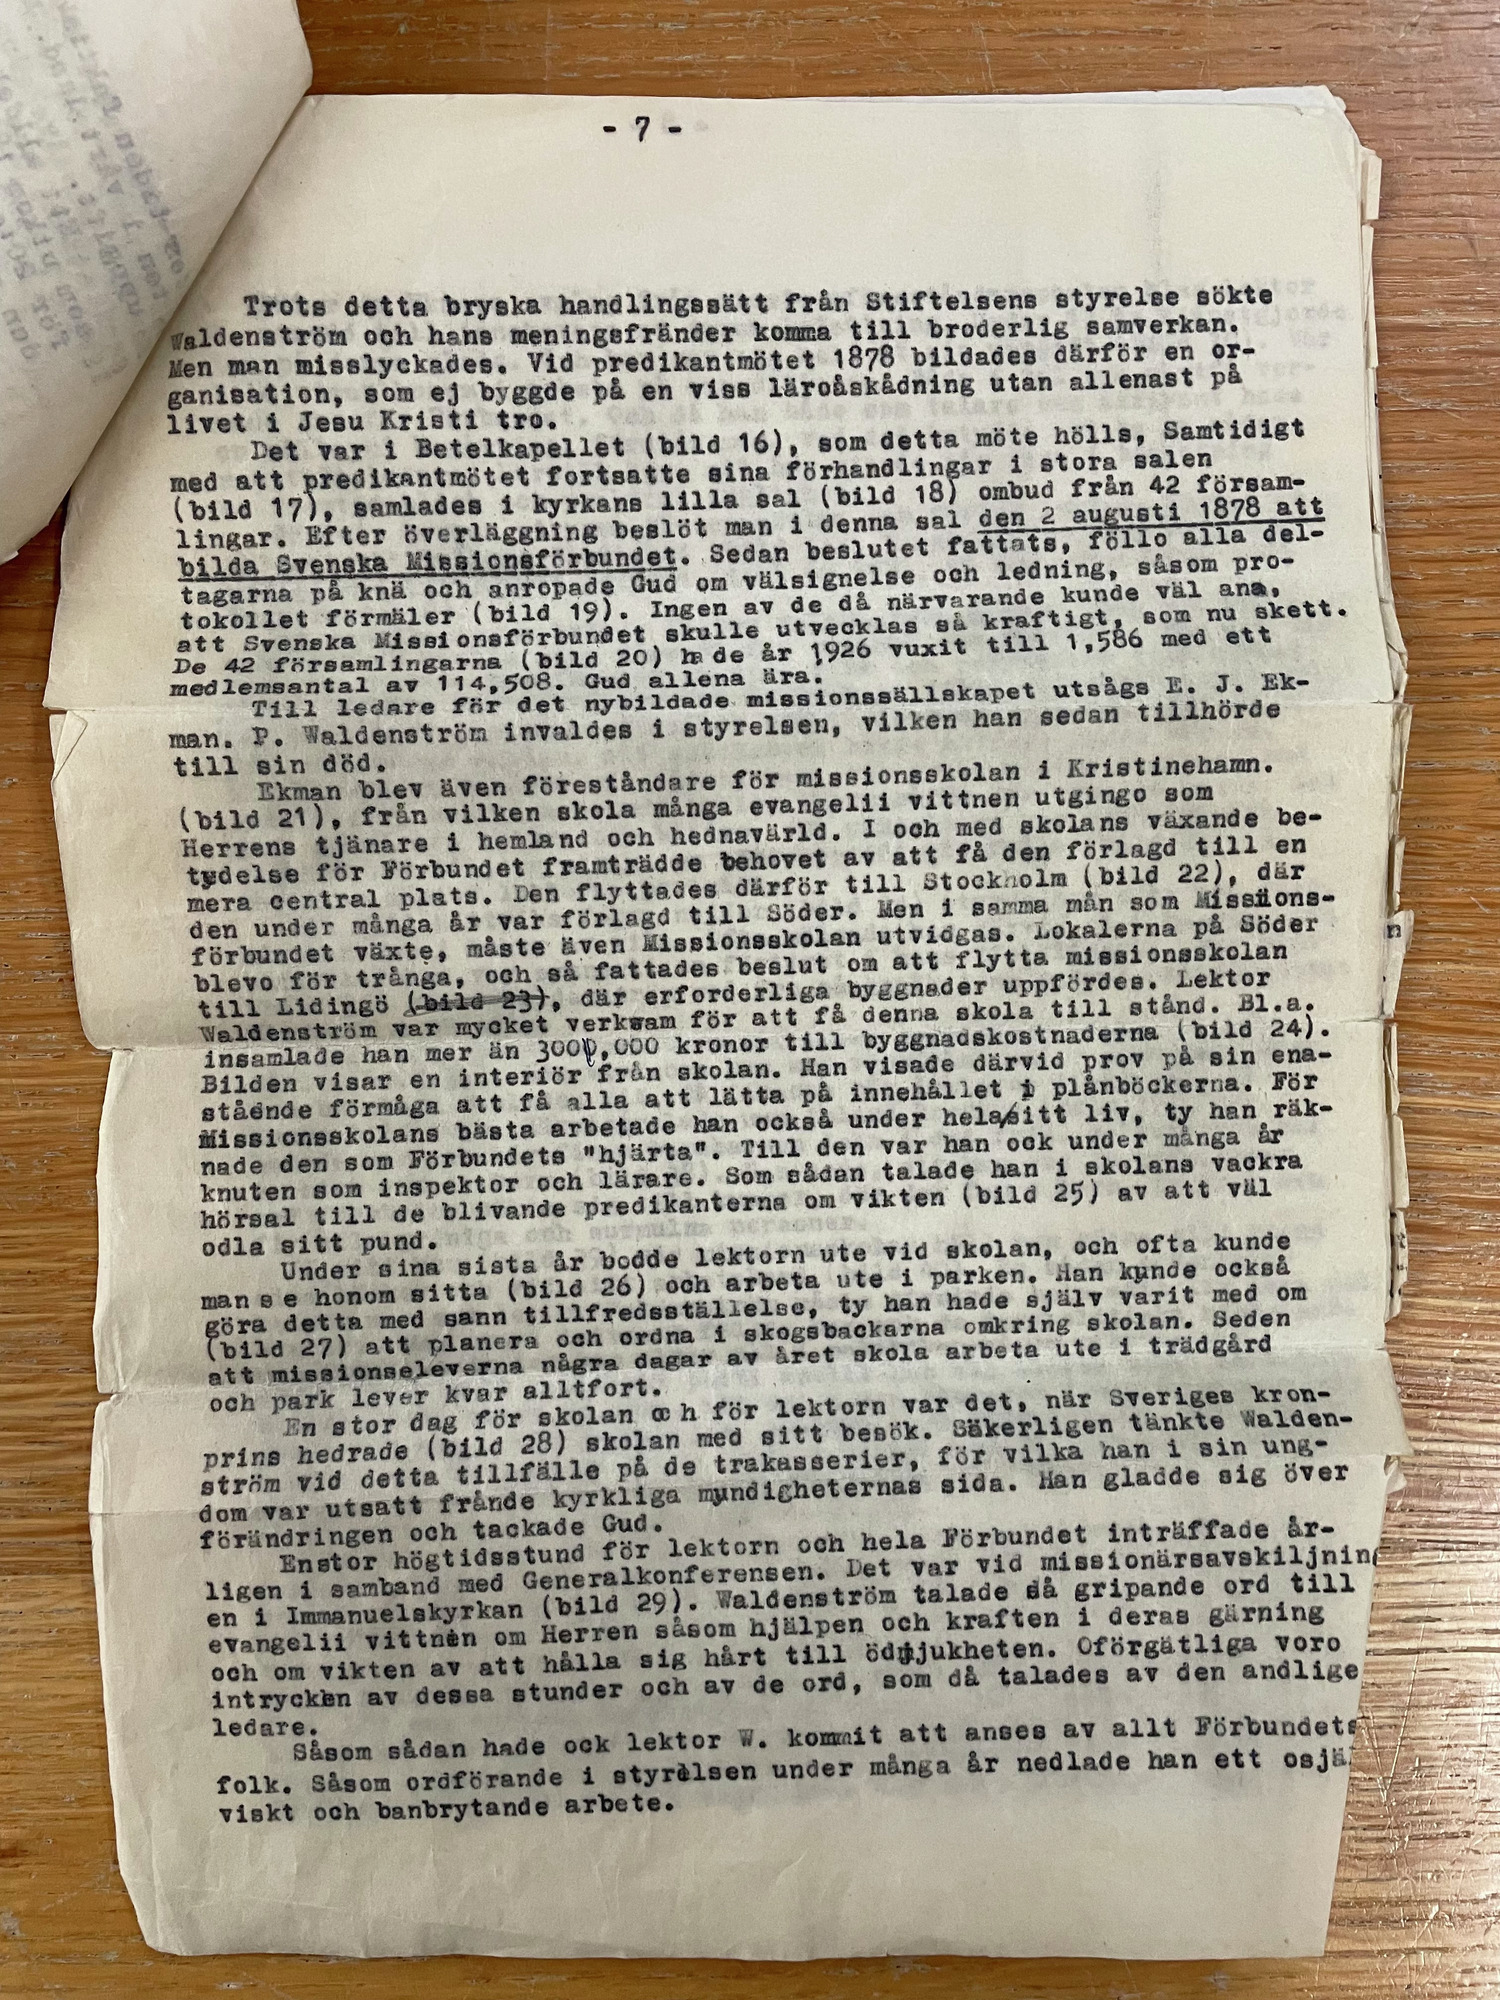 - 7 -
Trots detta bryska handlingssätt från Stiftelsens styrelse sökte
Waldenström och hans meningsfränder komma till broderlig samverkan.
Men man misslyckades. Vid predikantmötet 1878 bildades därför en or-
ganisation, som ej byggde på en viss läroåskådning utan allenast på
livet i Jesu Kristi tro.
Det var i Betelkapellet (bild 16), som detta möte hölls, Samtidigt
med att predikantmötet fortsatte sina förhandlingar i stora salen
(bild 17), samlades i kyrkans lilla sal (bild 18) ombud från 42 försam-
lingar. Efter överläggning beslöt man i denna sal den 2 augusti 1878 att
bilda Svenska Missionsförbundet. Sedan beslutet fattats, föllo alla del-
tagarna på knä och anropade Gud om välsignelse och ledning, såsom pro-
tokollet förmäler (bild 19). Ingen av de då närvarande kunde väl ana,
att Svenska Missionsförbundet skulle utvecklas så kraftigt, som nu skett.
De 42 församlingarna (bild 20) hade år 1926 vuxit till 1,586 med ett
medlemsantal av 114,508. Gud allena ära.
Till ledare för det nybildade missionssällskapet utsågs E. J. Ek-
man. P. Waldenström invaldes i styrelsen, vilken han sedan tillhörde
till sin död.
Ekman blev även föreståndare för missionsskolan i Kristinehamn.
(bild 21), från vilken skola många evangelii vittnen utgingo som
Herrens tjänare i hemland och hednavärld. I och med skolans växande be-
tydelse för Förbundet framträdde behovet av att få den förlagd till en
mera central plats. Den flyttades därför till Stockholm (bild 22), där
den under många år var förlagd till Söder. Men i samma mån som Missions-
förbundet växte, måste även Missionsskolan utvidgas. Lokalerna på Söder
blevo för trånga, och så fattades beslut om att flytta missionsskolan
till Lidingö (bild 23), där erforderliga byggnader uppfördes. Lektor
Waldenström var mycket verksam för att få denna skola till stånd. Bl.a.
insamlade han mer än 300,000 kronor till byggnadskostnaderna (bild 24).
Bilden visar en interiör från skolan. Han visade därvid prov på sin ena-
stående förmåga att få alla att lätta på innehållet i plånböckerna. För
Missionsskolans bästa arbetade han också under hela/sitt liv, ty han räk-
nade den som Förbundets "hjärta". Till den var han ock under många år
knuten som inspektor och lärare. Som sådan talade han i skolans vackra
hörsal till de blivande predikanterna om vikten (bild 25) av att väl
odla sitt pund.
Under sina sista år bodde lektorn ute vid skolan, och ofta kunde
man s e honom sitta (bild 26) och arbeta ute i parken. Han kunde också
göra detta med sann tillfredsställelse, ty han hade själv varit med om
(bild 27) att planera och ordna i skogsbackarna omkring skolan. Seden
att missionseleverna några dagar av året skola arbeta ute i trädgård
och park lever kvar alltfort.
En stor dag för skolan och för lektorn var det, när Sveriges kron-
prins hedrade (bild 28) skolan med sitt besök. Säkerligen tänkte Walden-
ström vid detta tillfälle på de trakasserier, för vilka han i sin ung-
dom var utsatt frånde kyrkliga myndigheternas sida. Han gladde sig över
förändringen och tackade Gud.
Enstor högtidsstund för lektorn och hela Förbundet inträffade år-
ligen i samband med Generalkonferensen. Det var vid missionärsavskiljning
en i Immanuelskyrkan (bild 29). Waldenström talade då gripande ord till
evangelii vittnen om Herren såsom hjälpen och kraften i deras gärning
och om vikten av att hålla sig hårt till ödmjukheten. Oförgätliga voro
intrycken av dessa stunder och av de ord, som då talades av den andlige
ledare.
Såsom sådan hade ock lektor W. kommit att anses av allt Förbundets
folk. Såsom ordförande i styrelsen under många år nedlade han ett osjä
viskt och banbrytande arbete.